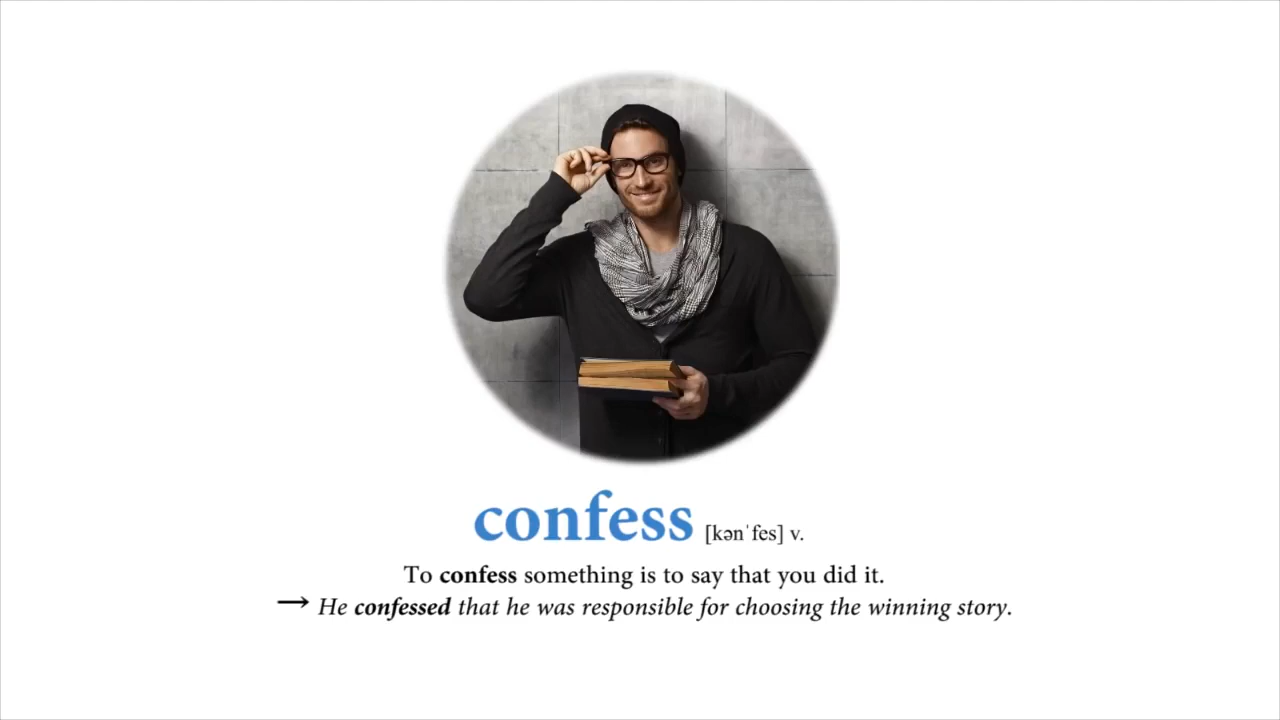 confess [kənˈfes] v.
To confess something is to say that you did it.
→ He confessed that he was responsible for choosing the winning story.